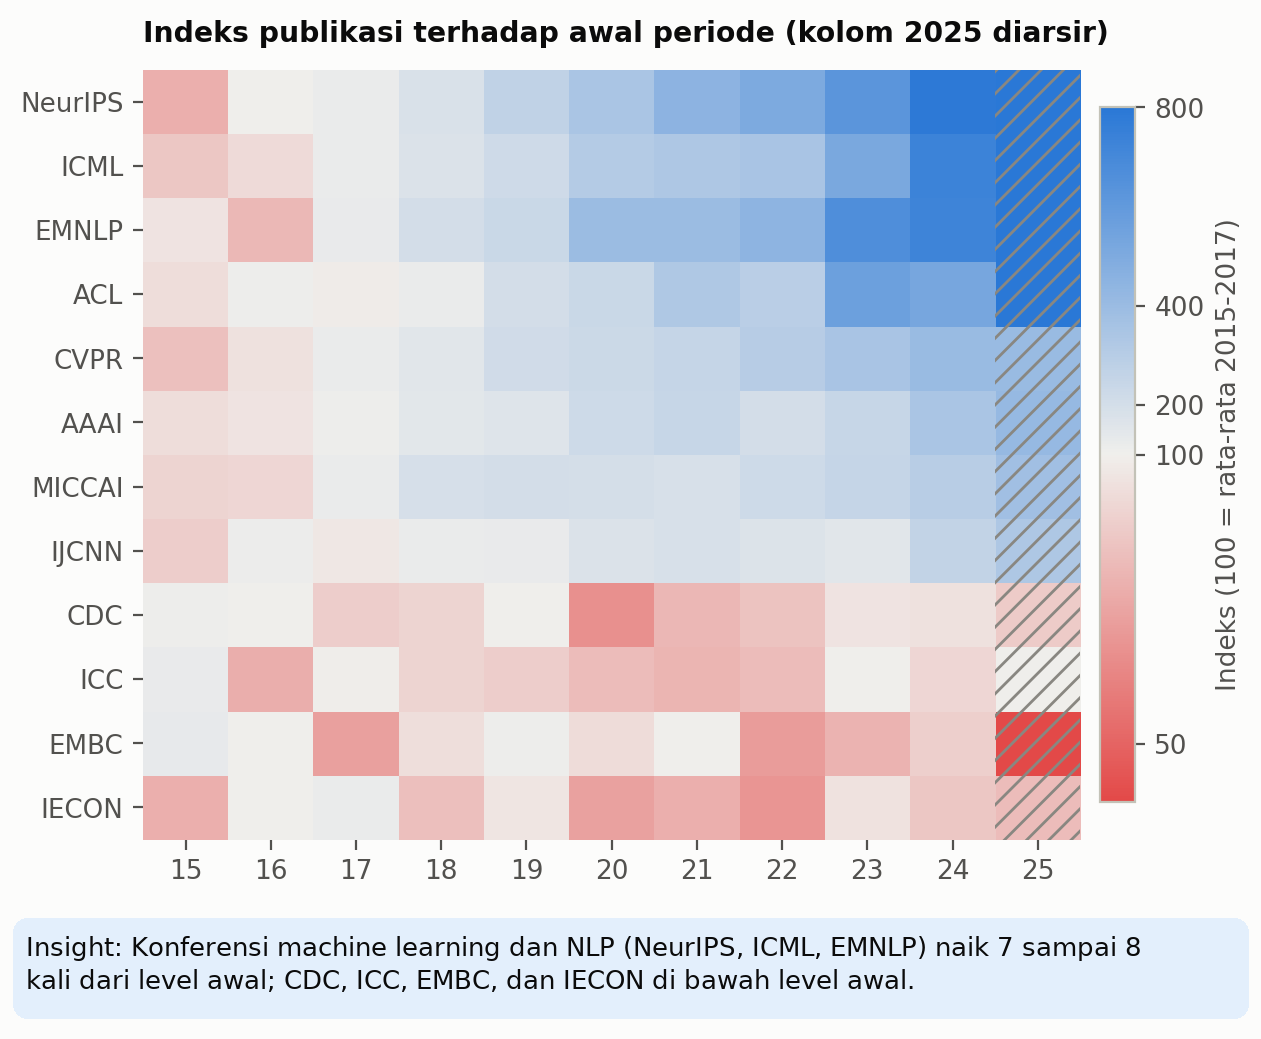 Indeks publikasi terhadap awal periode (kolom 2025 diarsir)
NeurIPS
ICML
EMNLP
ACL
CVPR
AAAI
MICCAI
IJCNN
CDC
ICC
EMBC
IECON
15 16 17 18 19 20 21 22 23 24 25
800
400
200
100
50
Indeks (100 = rata-rata 2015-2017)
Insight: Konferensi machine learning dan NLP (NeurIPS, ICML, EMNLP) naik 7 sampai 8
kali dari level awal; CDC, ICC, EMBC, dan IECON di bawah level awal.